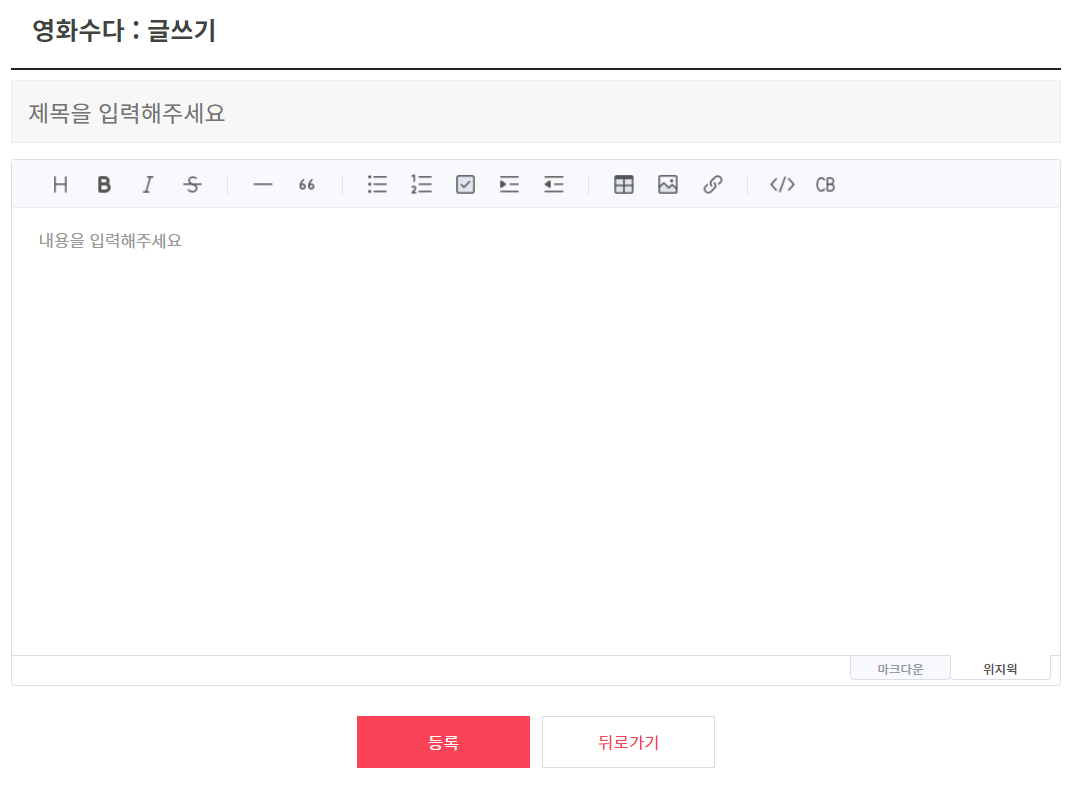 영화수다 : 글쓰기
제목을 입력해주세요
H B I S — 66 </> CB
내용을 입력해주세요
마크다운 위지윅
등록 뒤로가기